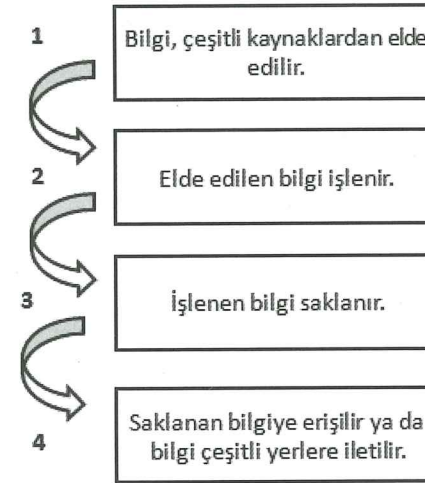 1
Bilgi, çeşitli kaynaklardan elde
edilir.
2
Elde edilen bilgi işlenir.
3
İşlenen bilgi saklanır.
4
Saklanan bilgiye erişilir ya da
bilgi çeşitli yerlere iletilir.